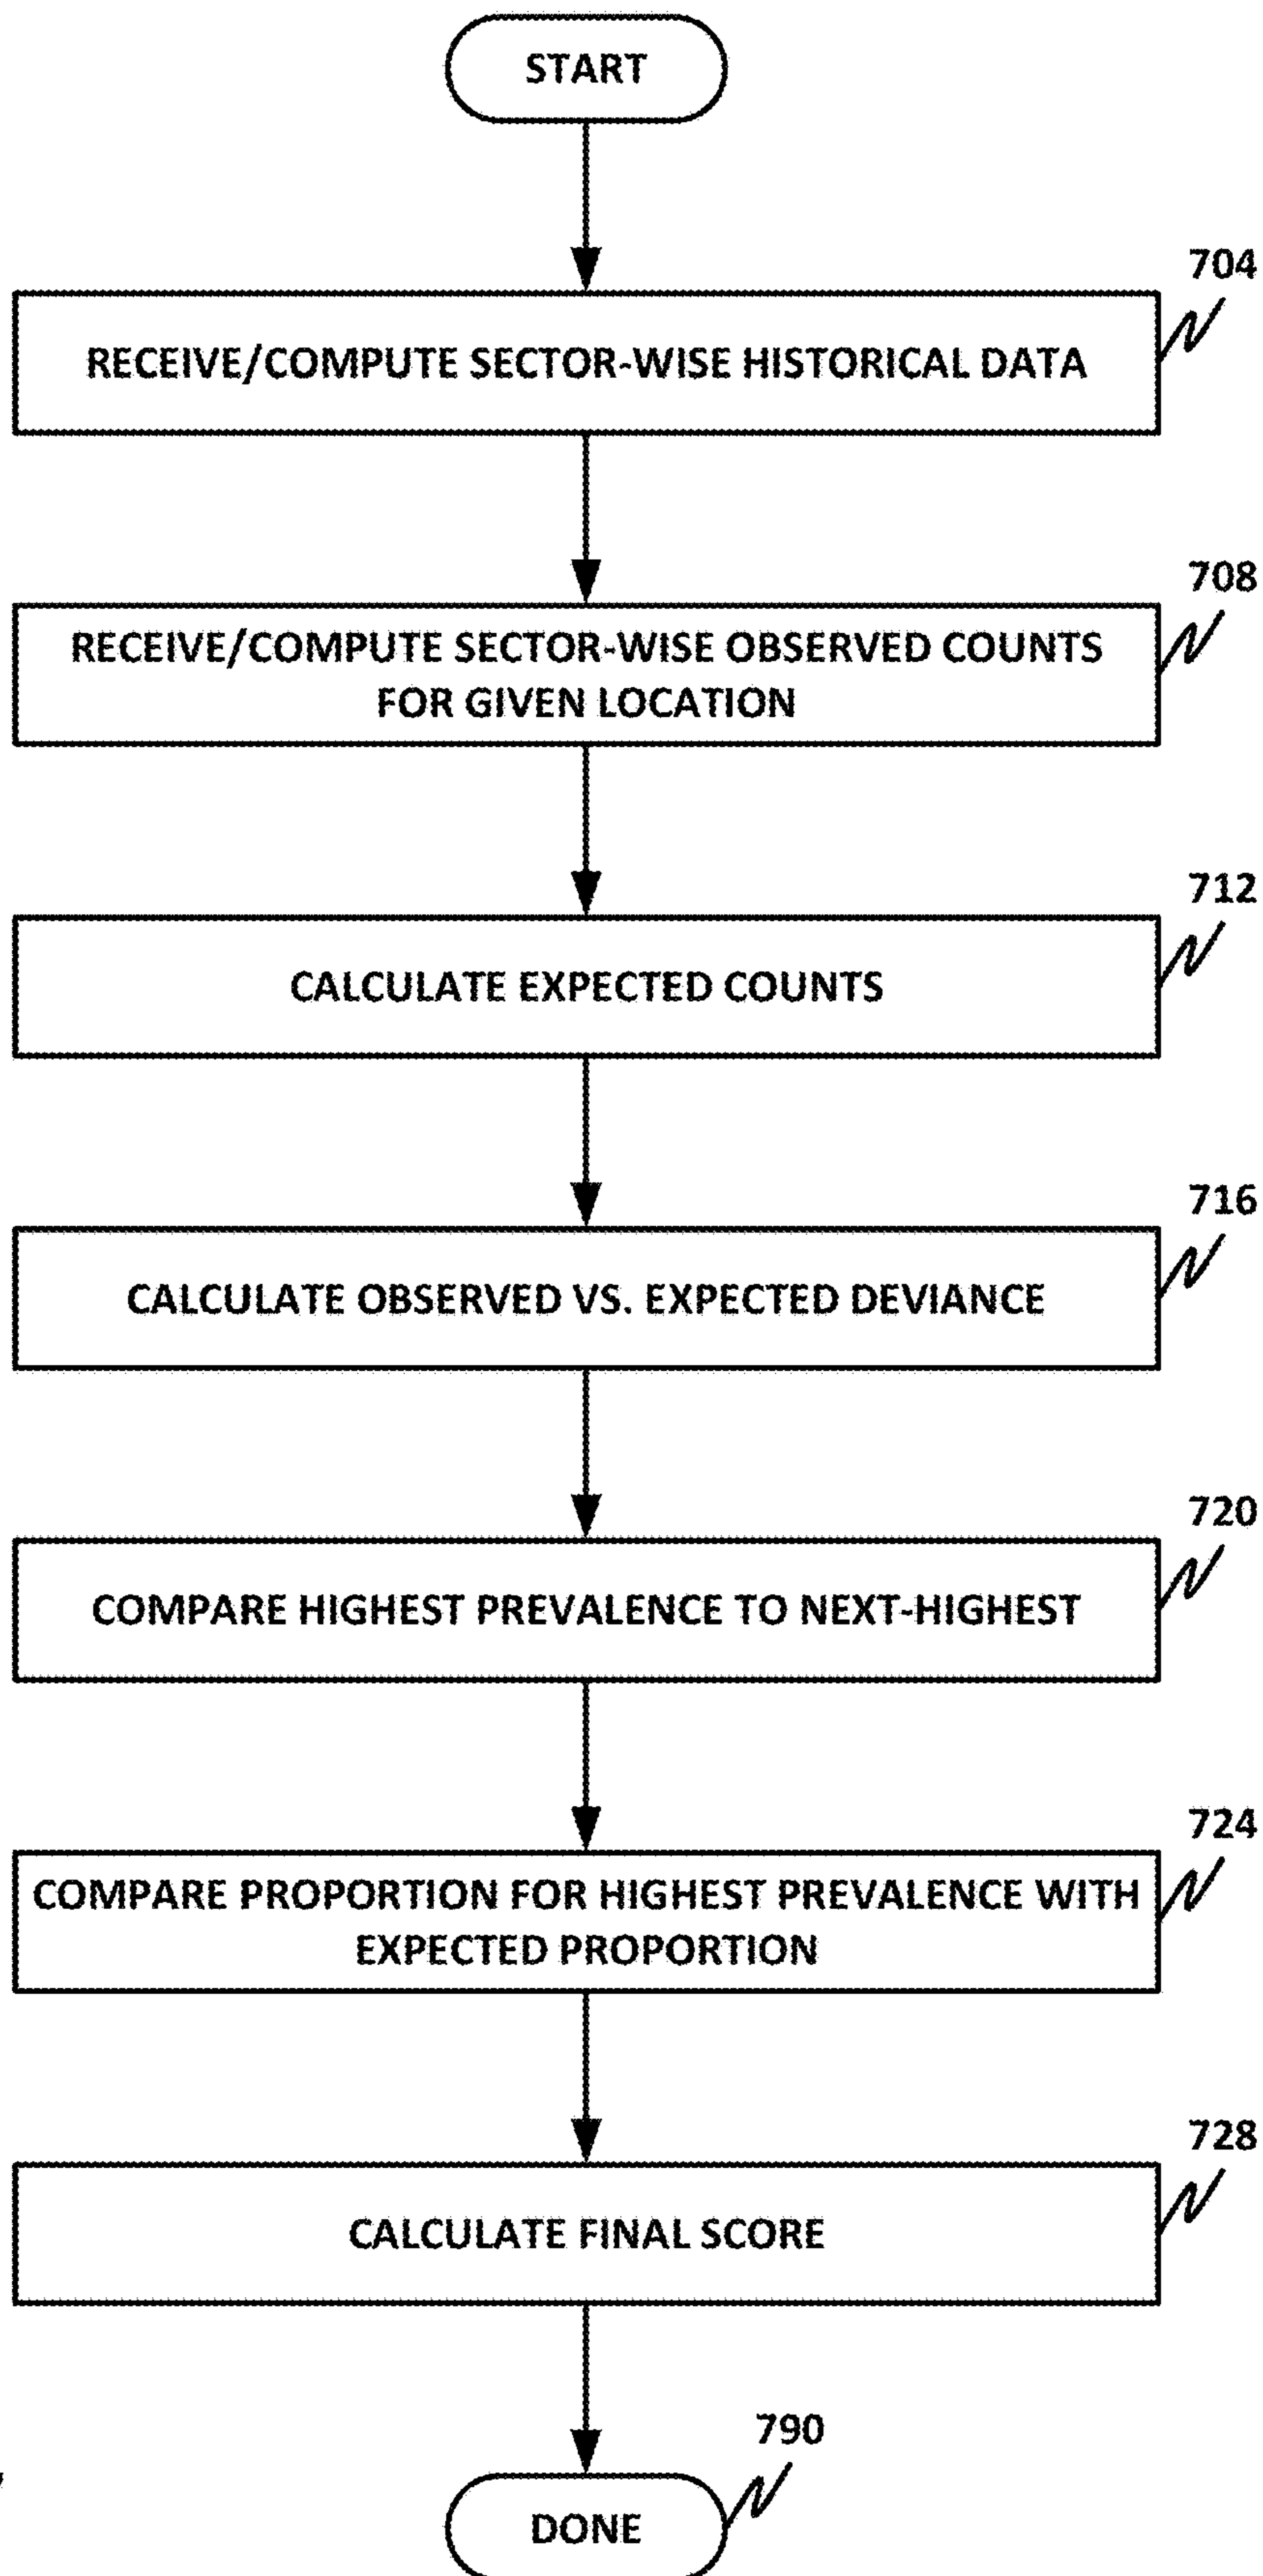 START
704
RECEIVE/COMPUTE SECTOR-WISE HISTORICAL DATA
708
RECEIVE/COMPUTE SECTOR-WISE OBSERVED COUNTS
FOR GIVEN LOCATION
712
CALCULATE EXPECTED COUNTS
716
CALCULATE OBSERVED VS. EXPECTED DEVIANCE
720
COMPARE HIGHEST PREVALENCE TO NEXT-HIGHEST
724
COMPARE PROPORTION FOR HIGHEST PREVALENCE WITH
EXPECTED PROPORTION
728
CALCULATE FINAL SCORE
790
DONE